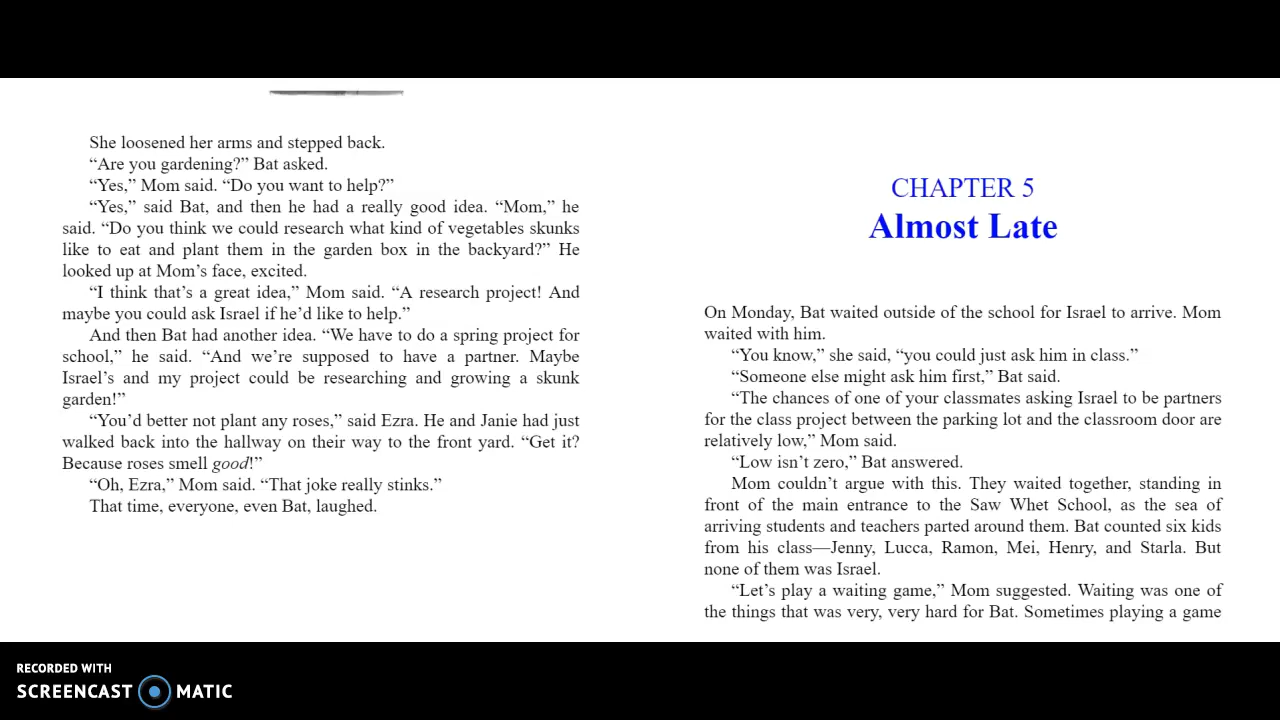 She loosened her arms and stepped back.
“Are you gardening?” Bat asked.
“Yes,” Mom said. “Do you want to help?”
“Yes,” said Bat, and then he had a really good idea. “Mom,” he
said. “Do you think we could research what kind of vegetables skunks
like to eat and plant them in the garden box in the backyard?” He
looked up at Mom’s face, excited.
“I think that’s a great idea,” Mom said. “A research project! And
maybe you could ask Israel if he’d like to help.”
And then Bat had another idea. “We have to do a spring project for
school,” he said. “And we’re supposed to have a partner. Maybe
Israel’s and my project could be researching and growing a skunk
garden!”
“You’d better not plant any roses,” said Ezra. He and Janie had just
walked back into the hallway on their way to the front yard. “Get it?
Because roses smell good!”
“Oh, Ezra,” Mom said. “That joke really stinks.”
That time, everyone, even Bat, laughed.
CHAPTER 5
Almost Late
On Monday, Bat waited outside of the school for Israel to arrive. Mom
waited with him.
“You know,” she said, “you could just ask him in class.”
“Someone else might ask him first,” Bat said.
“The chances of one of your classmates asking Israel to be partners
for the class project between the parking lot and the classroom door are
relatively low,” Mom said.
“Low isn’t zero,” Bat answered.
Mom couldn’t argue with this. They waited together, standing in
front of the main entrance to the Saw Whet School, as the sea of
arriving students and teachers parted around them. Bat counted six kids
from his class—Jenny, Lucca, Ramon, Mei, Henry, and Starla. But
none of them was Israel.
“Let’s play a waiting game,” Mom suggested. Waiting was one of
the things that was very, very hard for Bat. Sometimes playing a game
RECORDED WITH
SCREENCAST MATIC